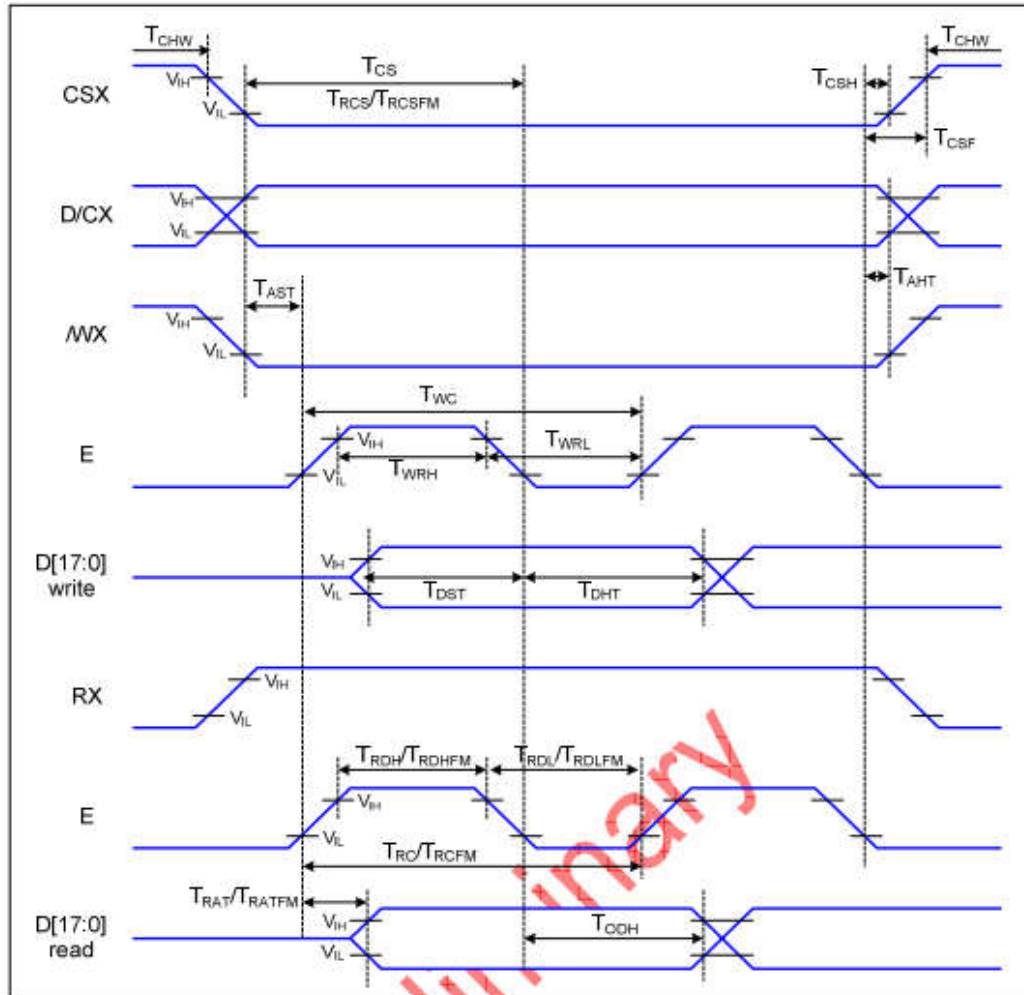 TCHW TCHW
TCS
VIH TCSH
CSX
TRCS/TRCSFM
VIL
TCSF
VIH
D/CX
VIL
TAST TAHT
VIH
/WX
VIL
TWC
E VIH TWRL
VIL TWRH
D[17:0] VIH
write VIL TDST TDHT
RX VIH
VIL
TRDH/TRDHFM TRDL/TRDLFM
E VIH
VIL
TRC/TRCFM
TRAT/TRATFM
D[17:0] VIH TODH
read VIL
inary